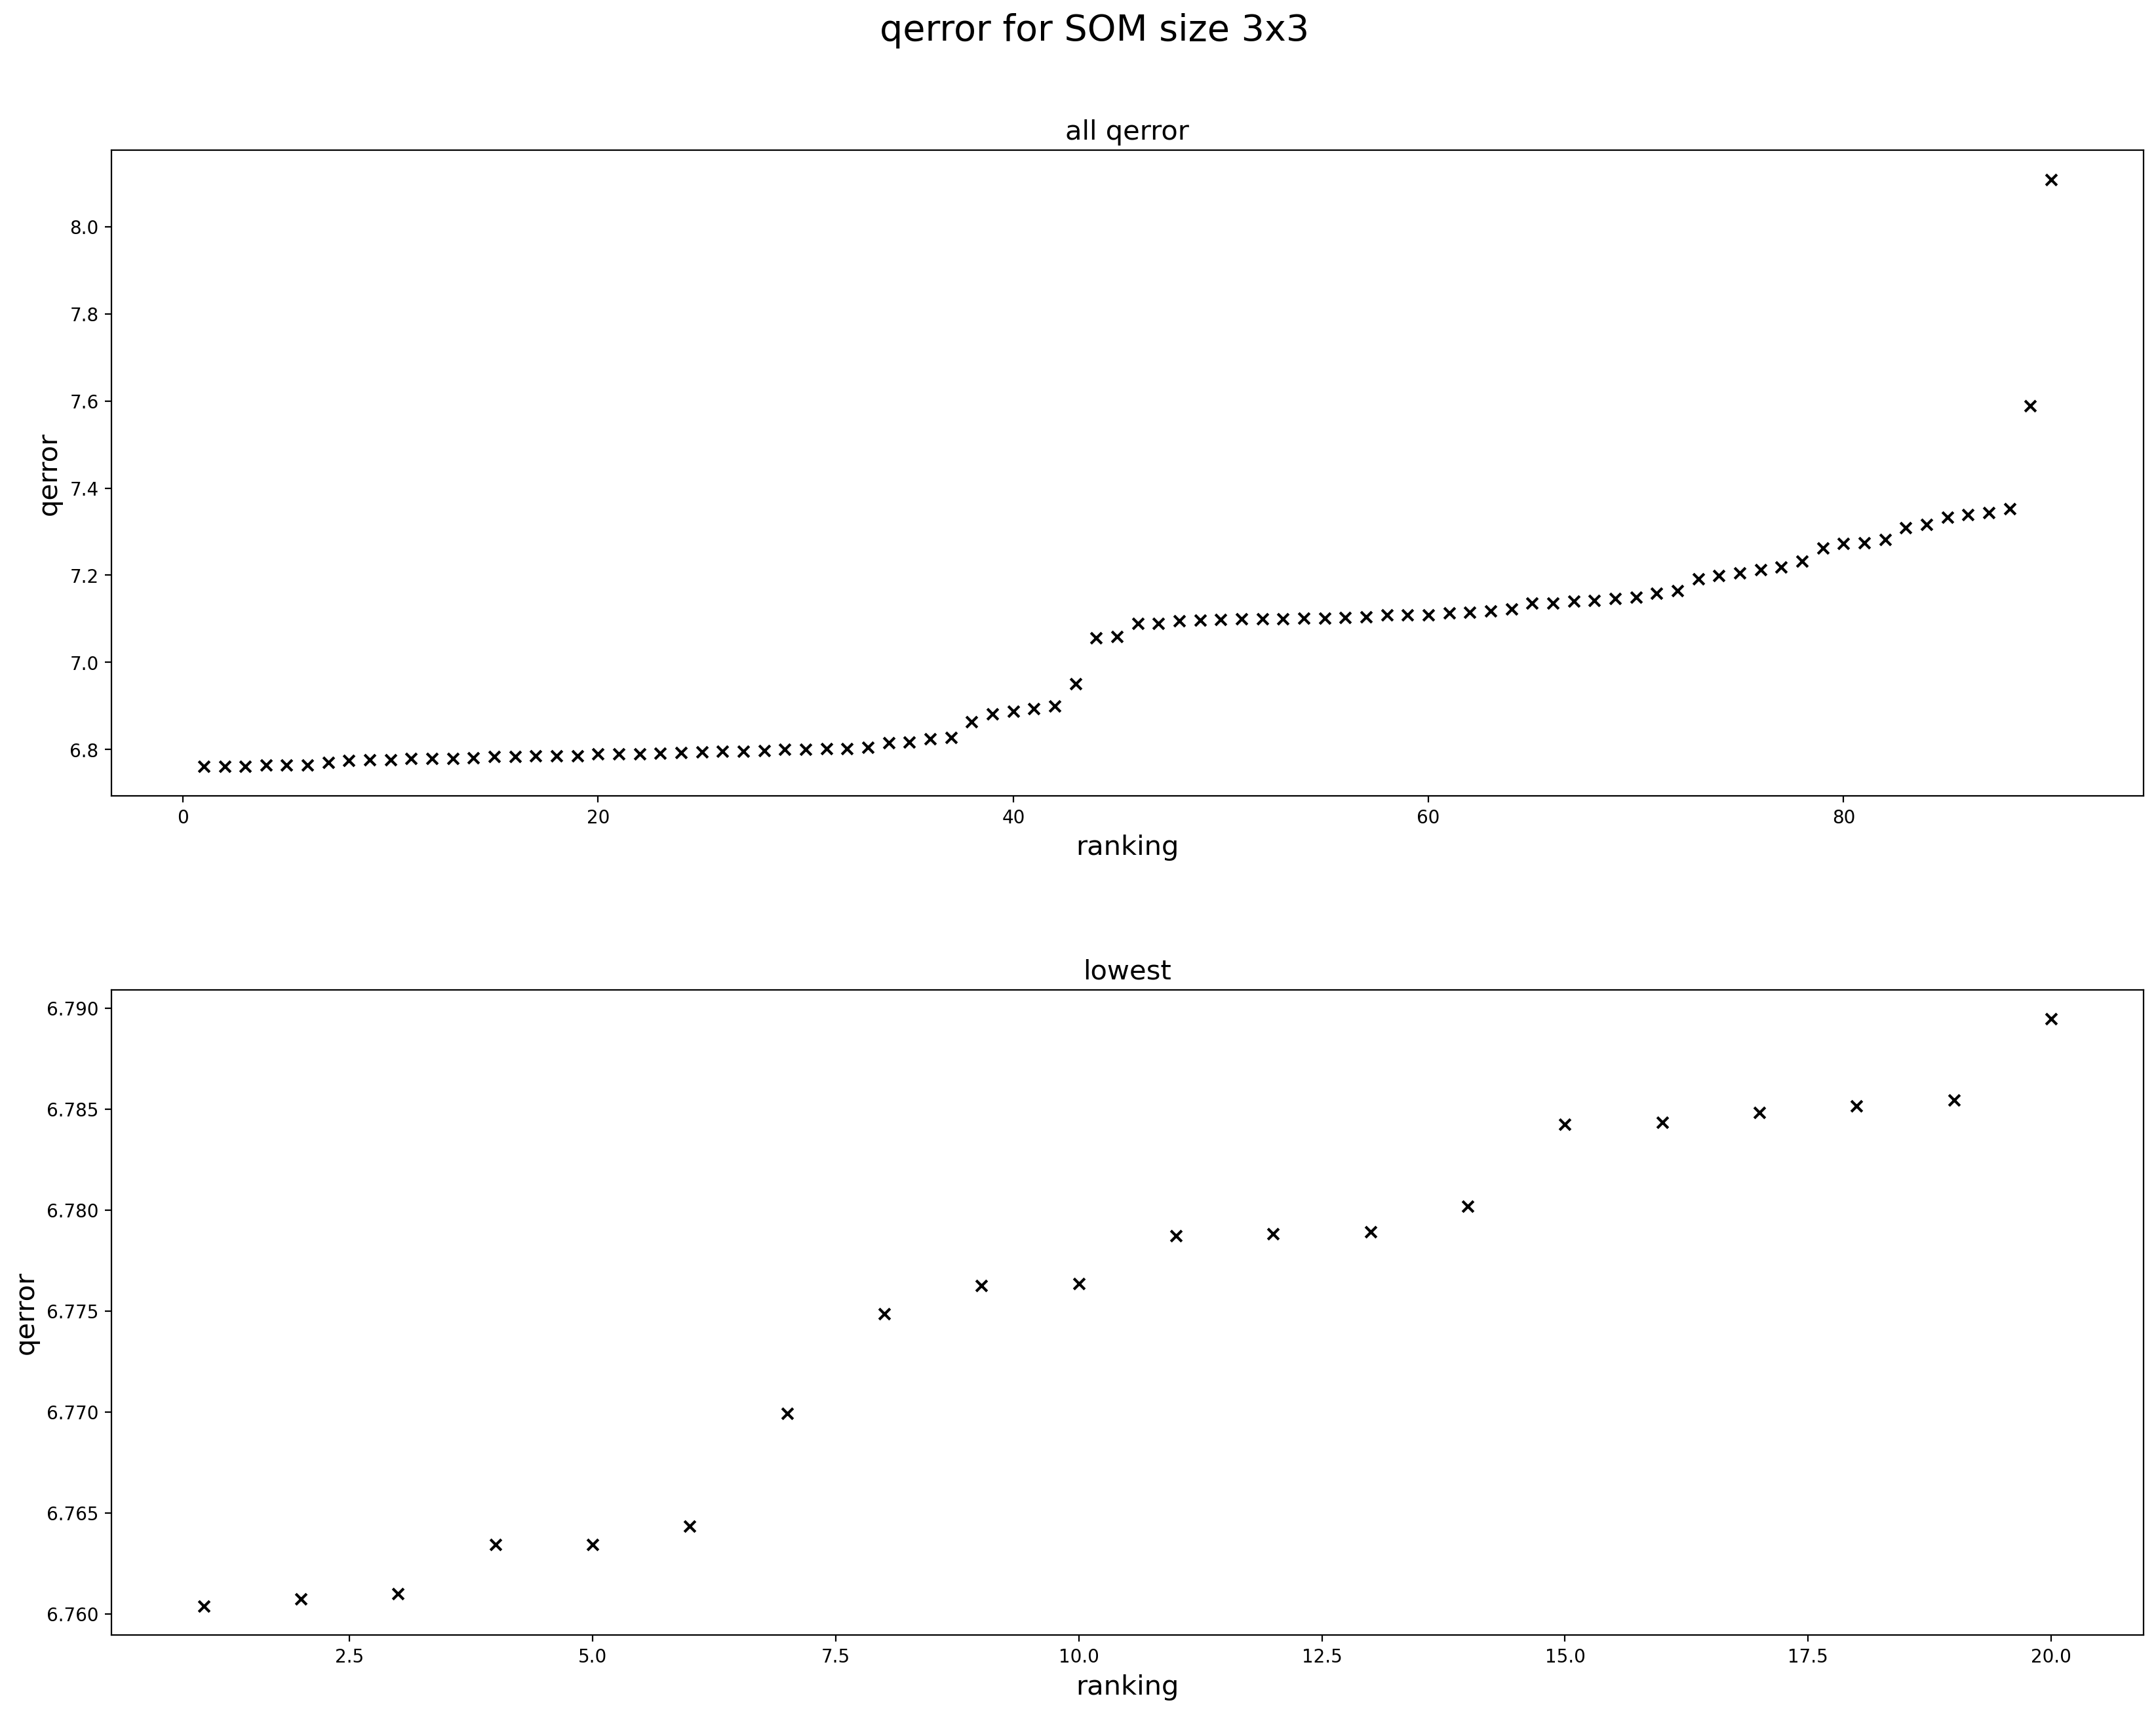 qerror for SOM size 3x3
all qerror
8.0
7.8
7.6
7.4
7.2
7.0
6.8
qerror
0 20 40 60 80
ranking
lowest
6.790
6.785
6.780
6.775
6.770
6.765
6.760
qerror
2.5 5.0 7.5 10.0 12.5 15.0 17.5 20.0
ranking